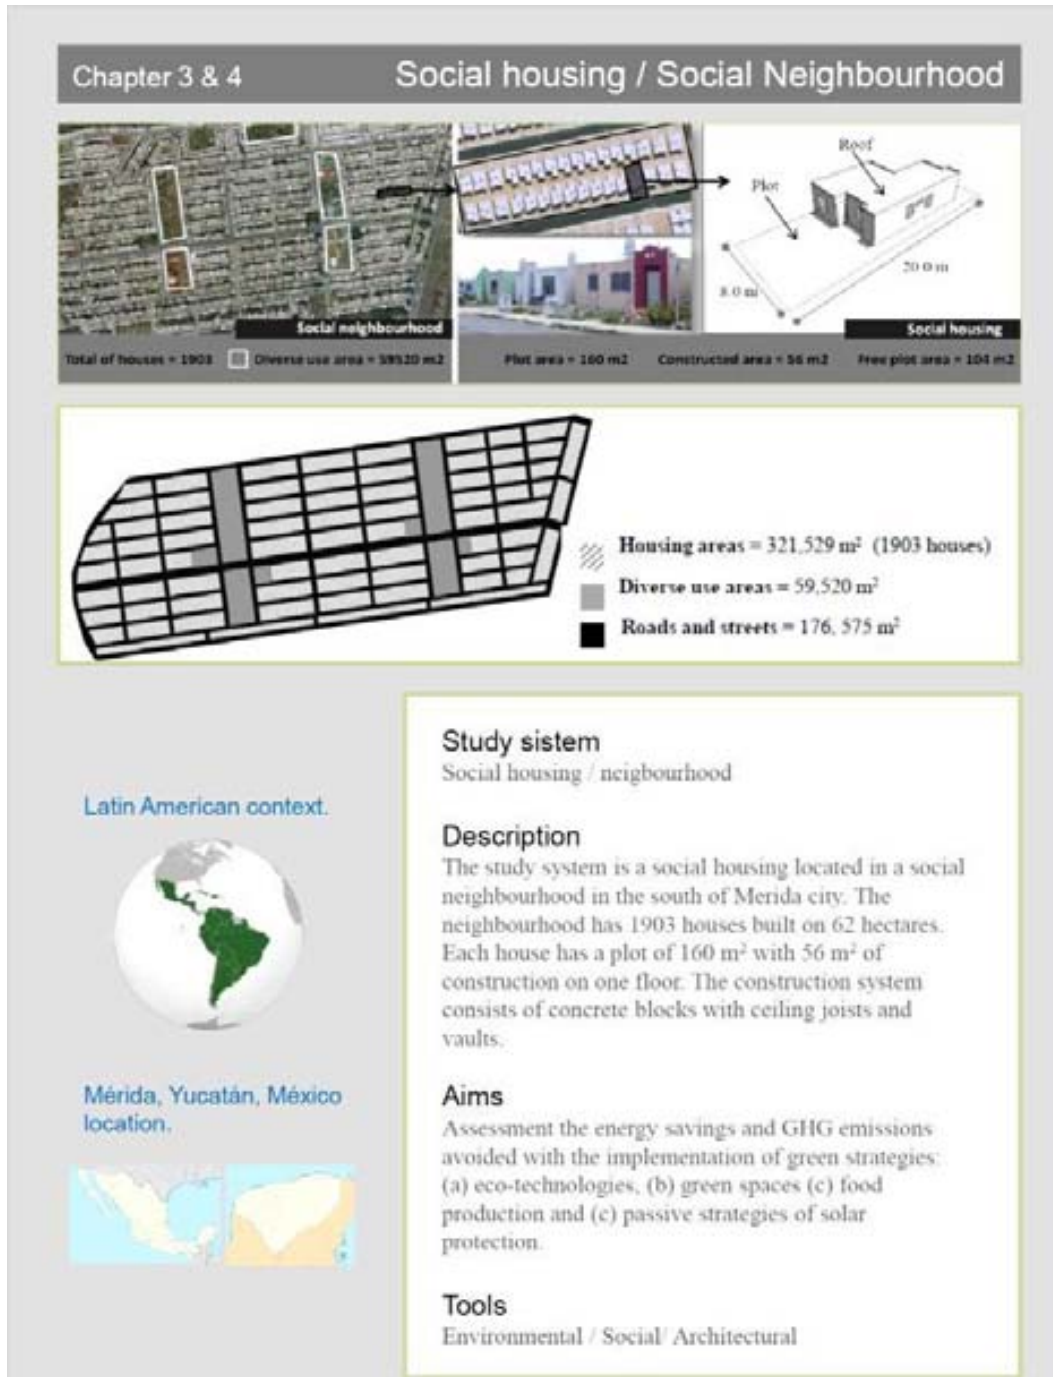 Chapter 3 & 4
Social housing / Social Neighbourhood
Roof
Plot
20.0 m
8.0 m
Social neighbourhood
Social housing
Total of houses = 1903
Diverse use area = 59520 m2
Plot area = 160 m2
Constructed area = 56 m2
Free plot area = 104 m2
Housing areas = 321,529 m² (1903 houses)
Diverse use areas = 59,520 m²
Roads and streets = 176, 575 m²
Latin American context.
Mérida, Yucatán, México
location.
Study sistem
Social housing / neigbourhood
Description
The study system is a social housing located in a social
neighbourhood in the south of Merida city. The
neighbourhood has 1903 houses built on 62 hectares.
Each house has a plot of 160 m² with 56 m² of
construction on one floor. The construction system
consists of concrete blocks with ceiling joists and
vaults.
Aims
Assessment the energy savings and GHG emissions
avoided with the implementation of green strategies:
(a) eco-technologies, (b) green spaces (c) food
production and (c) passive strategies of solar
protection.
Tools
Environmental / Social/ Architectural